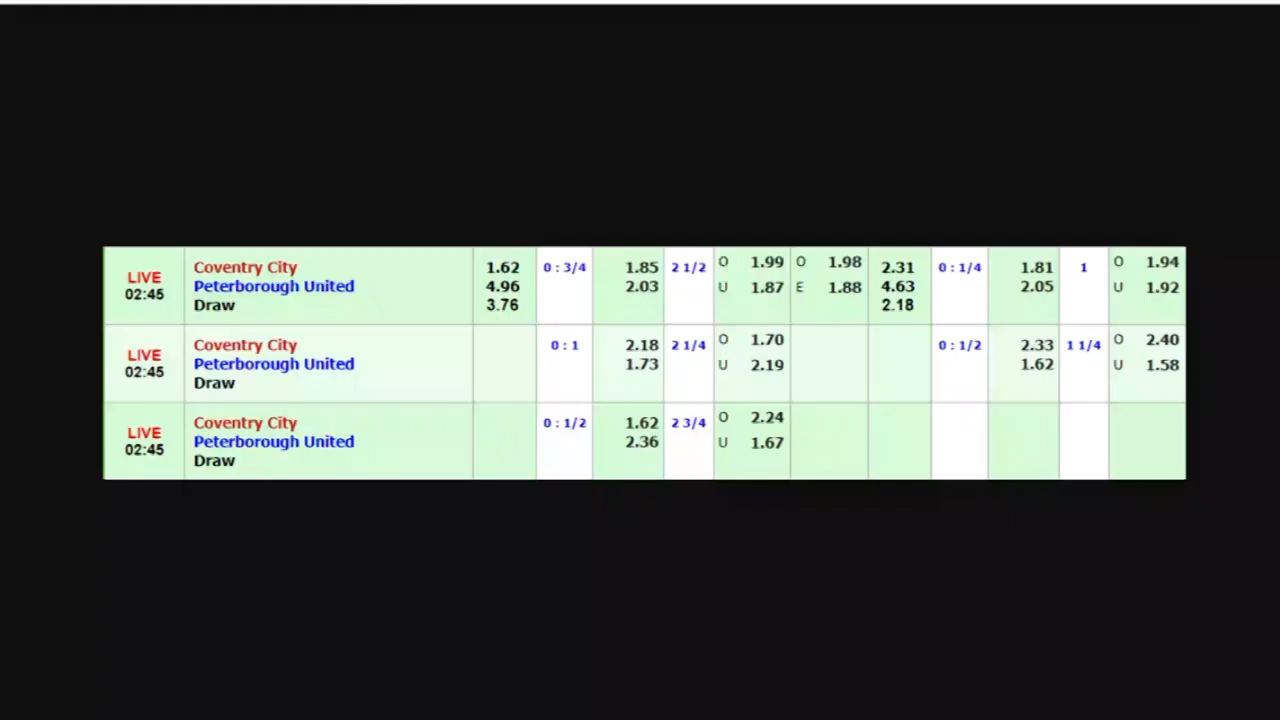 LIVE 02:45 Coventry City Peterborough United Draw 1.62 4.96 3.76 0 : 3/4 1.85 2.03 2 1/2 O 1.99 U 1.87 O 1.98 E 1.88 2.31 4.63 2.18 0 : 1/4 1.81 2.05 1 O 1.94 U 1.92
LIVE 02:45 Coventry City Peterborough United Draw 0 : 1 2.18 1.73 2 1/4 O 1.70 U 2.19 0 : 1/2 2.33 1.62 1 1/4 O 2.40 U 1.58
LIVE 02:45 Coventry City Peterborough United Draw 0 : 1/2 1.62 2.36 2 3/4 O 2.24 U 1.67